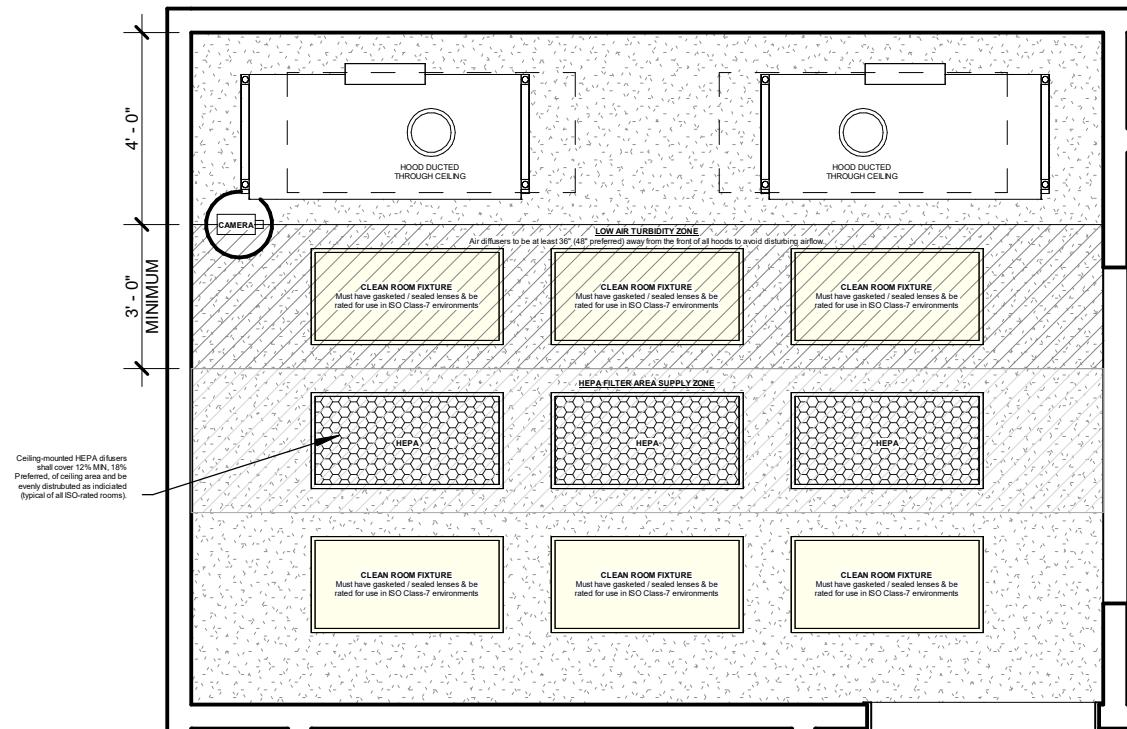 4' - 0"
HOOD DUCTED
THROUGH CEILING
HOOD DUCTED
THROUGH CEILING
CAMERA
3' - 0"
MINIMUM
LOW AIR TURBIDITY ZONE
Air diffusers to be at least 36" (48" preferred) away from the front of all hoods to avoid disturbing airflow.
CLEAN ROOM FIXTURE
Must have gasketed / sealed lenses & be
rated for use in ISO Class-7 environments
CLEAN ROOM FIXTURE
Must have gasketed / sealed lenses & be
rated for use in ISO Class-7 environments
CLEAN ROOM FIXTURE
Must have gasketed / sealed lenses & be
rated for use in ISO Class-7 environments
HEPA FILTER AREA SUPPLY ZONE
HEPA
HEPA
HEPA
Ceiling-mounted HEPA difusers
shall cover 12% MIN, 18%
Preferred, of ceiling area and be
evenly distrubuted as indiciated
(typical of all ISO-rated rooms).
CLEAN ROOM FIXTURE
Must have gasketed / sealed lenses & be
rated for use in ISO Class-7 environments
CLEAN ROOM FIXTURE
Must have gasketed / sealed lenses & be
rated for use in ISO Class-7 environments
CLEAN ROOM FIXTURE
Must have gasketed / sealed lenses & be
rated for use in ISO Class-7 environments